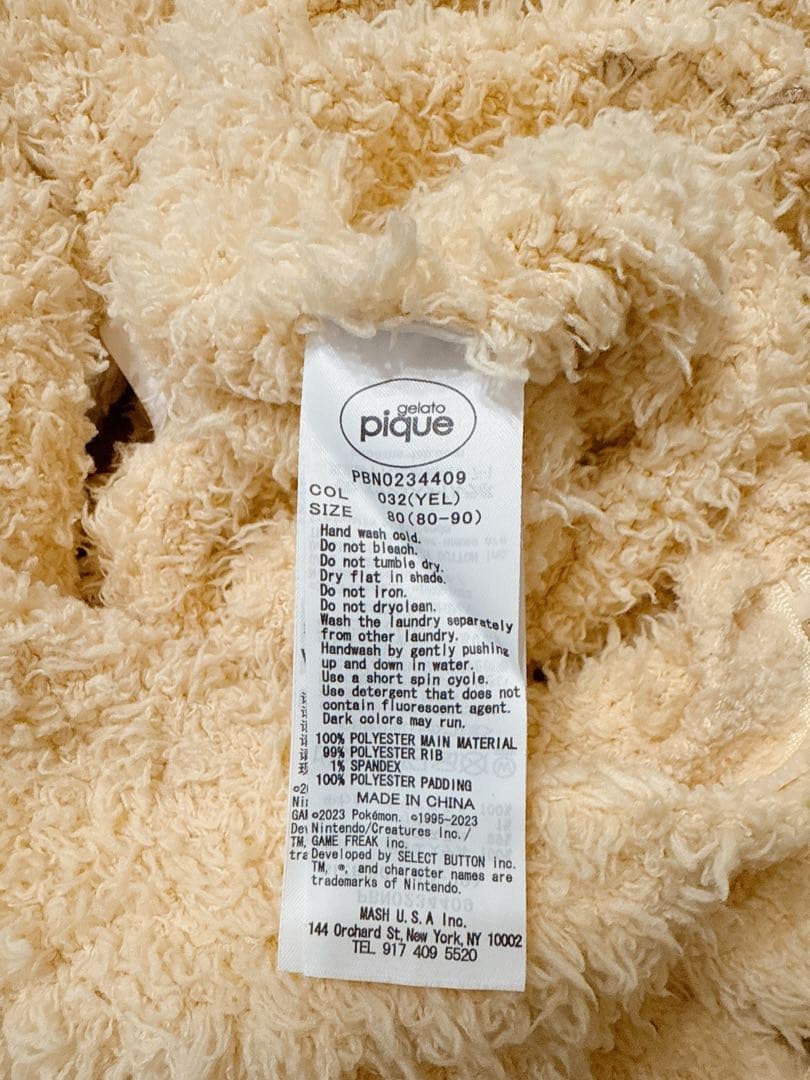 gelato
pique
PBN0234409
COL 032(YEL)
SIZE 80(80-90)
Hand wash cold.
Do not bleach.
Do not tumble dry.
Dry flat in shade.
Do not iron.
Do not dryclean.
Wash the laundry separately
from other laundry.
Handwash by gently pushing
up and down in water.
Use a short spin cycle.
Use detergent that does not
contain fluorescent agent.
Dark colors may run.
100% POLYESTER MAIN MATERIAL
99% POLYESTER RIB
1% SPANDEX
100% POLYESTER PADDING
MADE IN CHINA
©2023 Pokémon. ©1995-2023
Nintendo/Creatures Inc./
GAME FREAK inc.
Developed by SELECT BUTTON inc.
TM, ®, and character names are
trademarks of Nintendo.
MASH U.S.A Inc.
144 Orchard St, New York, NY 10002
TEL 917 409 5520